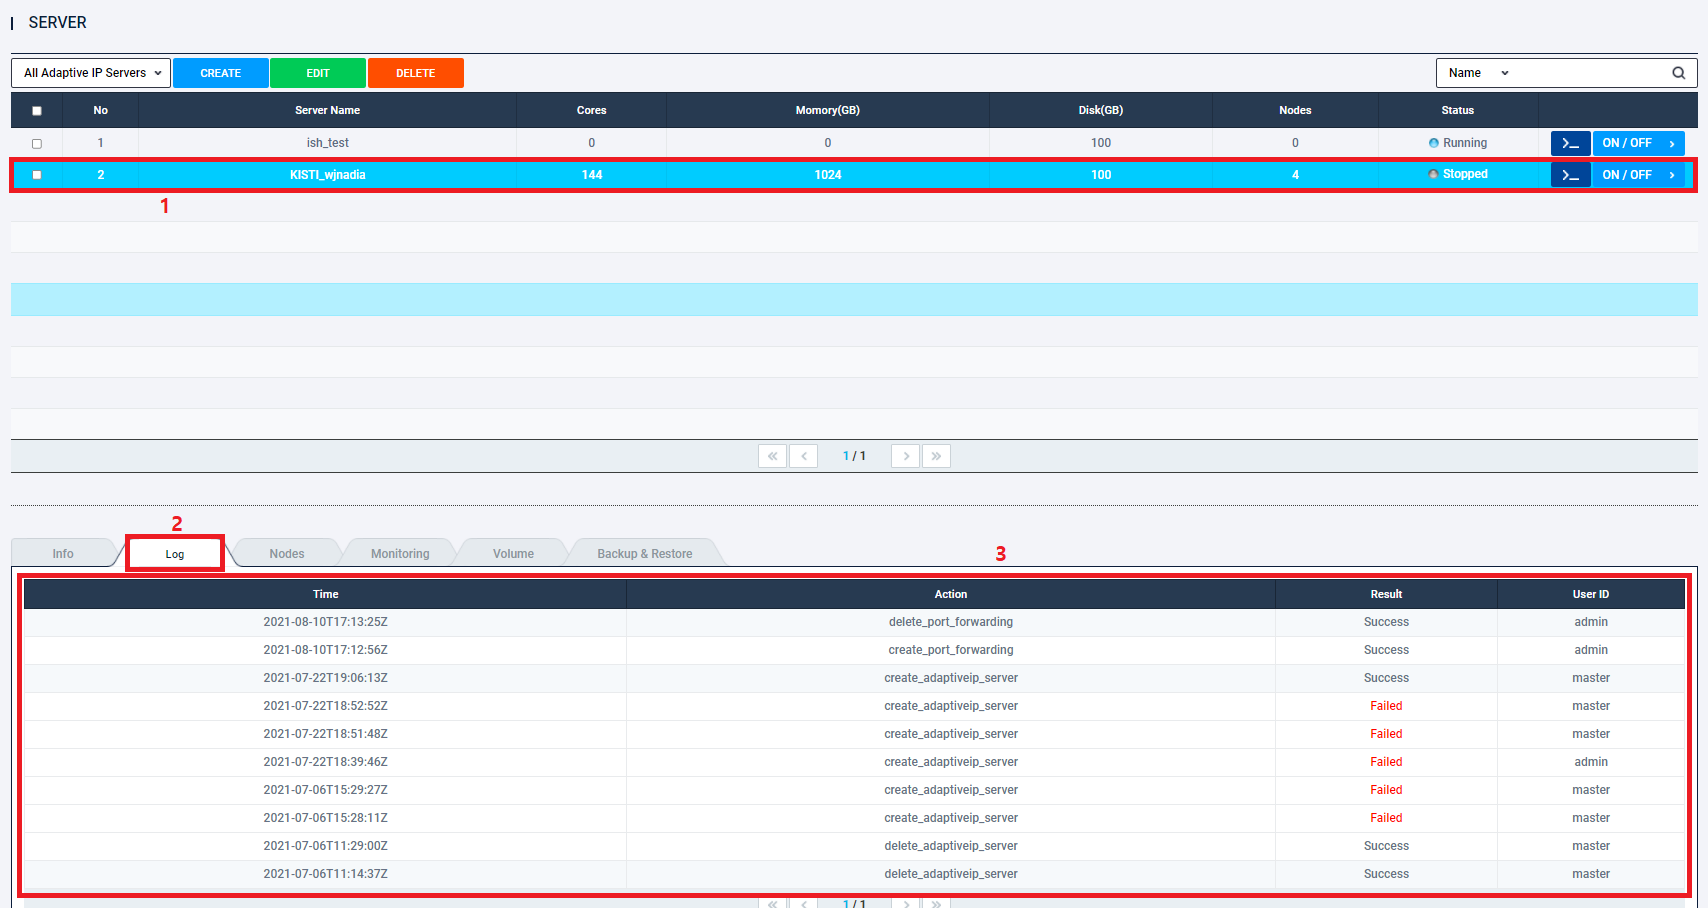 SERVER
All Adaptive IP Servers CREATE EDIT DELETE Name
No Server Name Cores Momory(GB) Disk(GB) Nodes Status
1 ish_test 0 0 100 0 Running >_ ON / OFF >
2 KISTI_wjnadia 144 1024 100 4 Stopped >_ ON / OFF >
1
« < 1 / 1 > »
2
Info Log Nodes Monitoring Volume Backup & Restore
3
Time Action Result User ID
2021-08-10T17:13:25Z delete_port_forwarding Success admin
2021-08-10T17:12:56Z create_port_forwarding Success admin
2021-07-22T19:06:13Z create_adaptiveip_server Success master
2021-07-22T18:52:52Z create_adaptiveip_server Failed master
2021-07-22T18:51:48Z create_adaptiveip_server Failed master
2021-07-22T18:39:46Z create_adaptiveip_server Failed admin
2021-07-06T15:29:27Z create_adaptiveip_server Failed master
2021-07-06T15:28:11Z create_adaptiveip_server Failed master
2021-07-06T11:29:00Z delete_adaptiveip_server Success master
2021-07-06T11:14:37Z delete_adaptiveip_server Success master
« < 1 / 1 > »